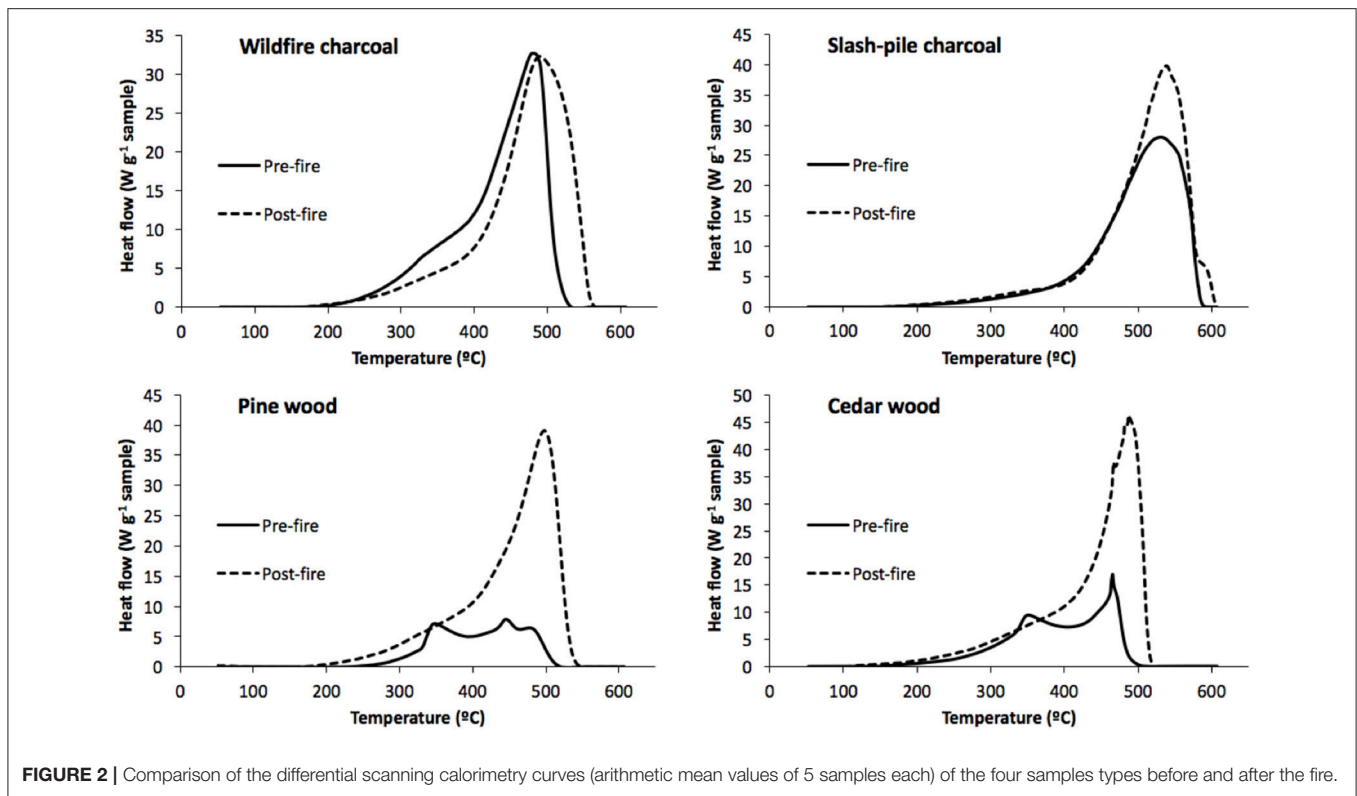 Wildfire charcoal
Heat flow (W g⁻¹ sample)
35
30
25
20
15
10
5
0
Pre-fire
Post-fire
0 100 200 300 400 500 600
Temperature (ºC)
Slash-pile charcoal
Heat flow (W g⁻¹ sample)
45
40
35
30
25
20
15
10
5
0
Pre-fire
Post-fire
0 100 200 300 400 500 600
Temperature (ºC)
Pine wood
Heat flow (W g⁻¹ sample)
45
40
35
30
25
20
15
10
5
0
Pre-fire
Post-fire
0 100 200 300 400 500 600
Temperature (ºC)
Cedar wood
Heat flow (W g⁻¹ sample)
50
45
40
35
30
25
20
15
10
5
0
Pre-fire
Post-fire
0 100 200 300 400 500 600
Temperature (ºC)
FIGURE 2 | Comparison of the differential scanning calorimetry curves (arithmetic mean values of 5 samples each) of the four samples types before and after the fire.